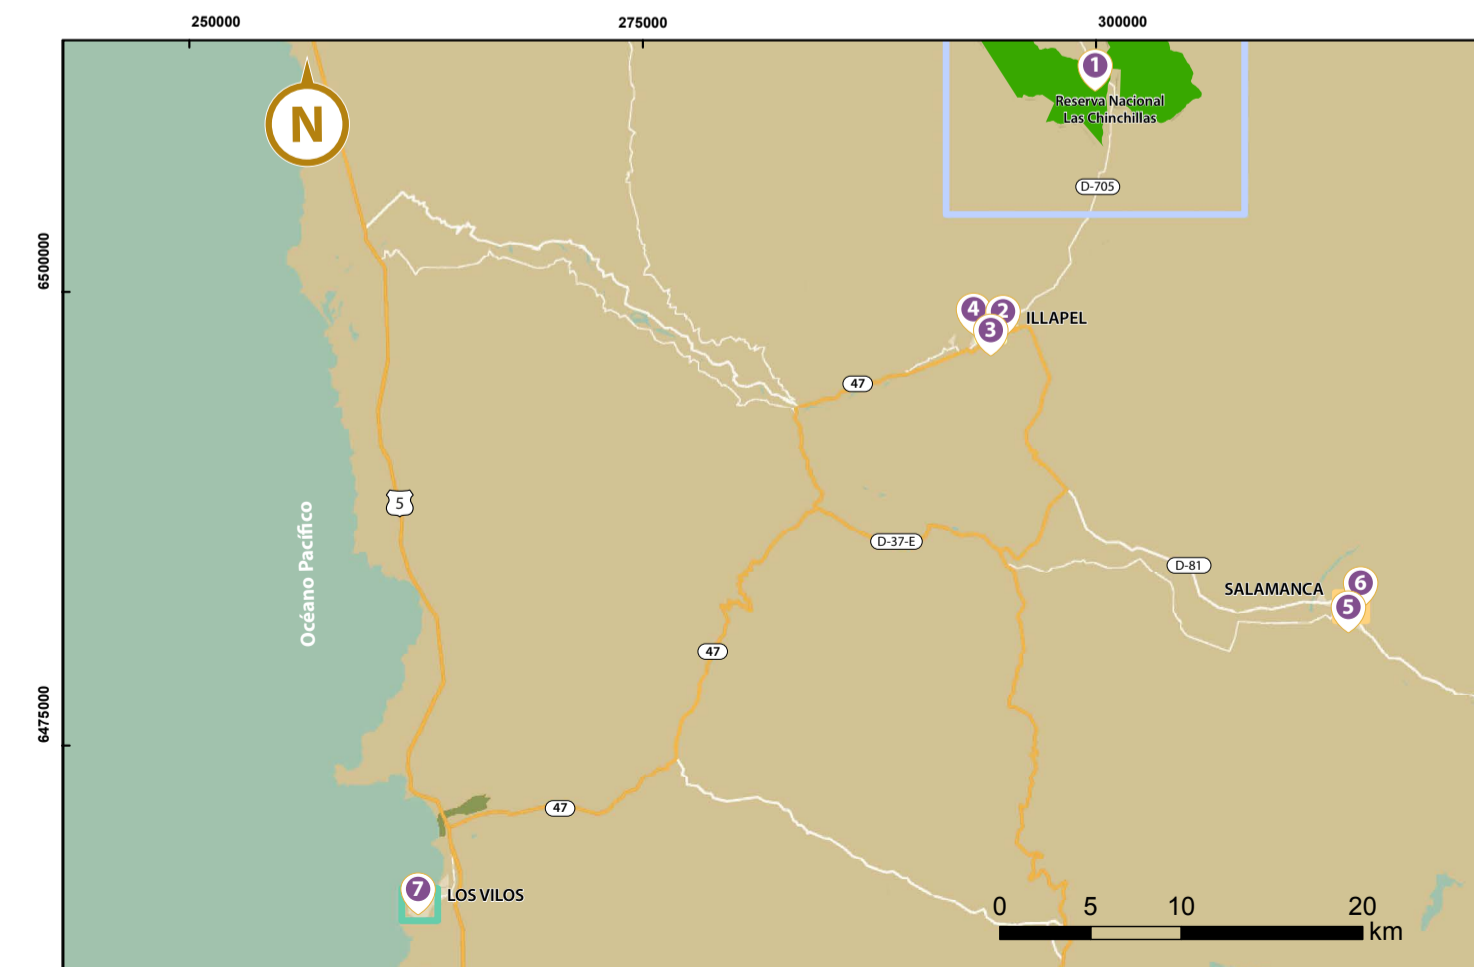 250000
275000
300000
N
1
Reserva Nacional
Las Chinchillas
D-705
6500000
4
2
3
ILLAPEL
47
5
Océano Pacífico
D-37-E
D-81
SALAMANCA
6
5
47
6475000
47
7
LOS VILOS
0
5
10
20
km